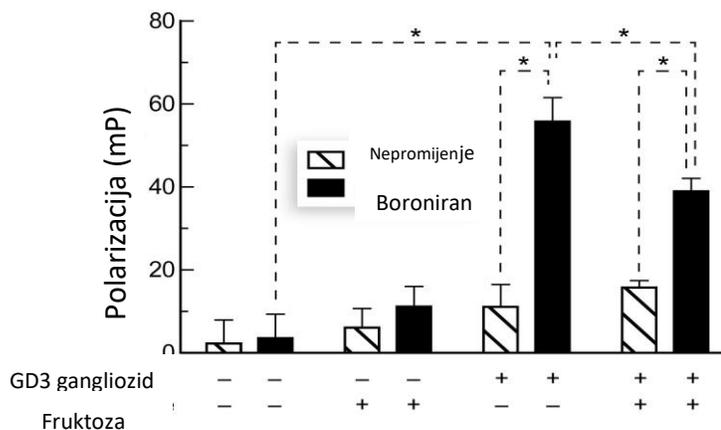 80
*
*
*
*
60
Polarizacija (mP)
Nepromijenje
40
Boroniran
20
0
GD3 gangliozid – – – – + + + +
Fruktoza – – + + – – + +